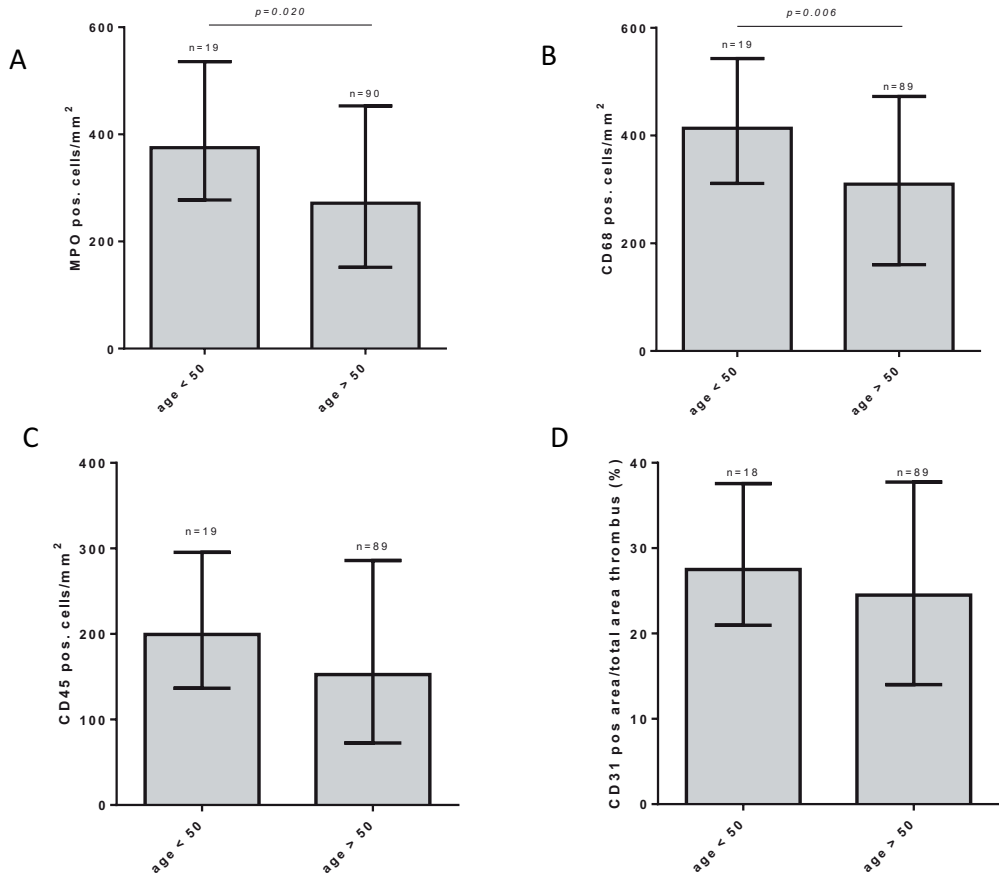 A
p=0.020
600
400
200
0
MPO pos. cells/mm²
n=19
n=90
age < 50
age > 50
B
p=0.006
600
400
200
0
CD68 pos. cells/mm²
n=19
n=89
age < 50
age > 50
C
400
300
200
100
0
CD45 pos. cells/mm²
n=19
n=89
age < 50
age > 50
D
40
30
20
10
0
CD31 pos area/total area thrombus (%)
n=18
n=89
age < 50
age > 50